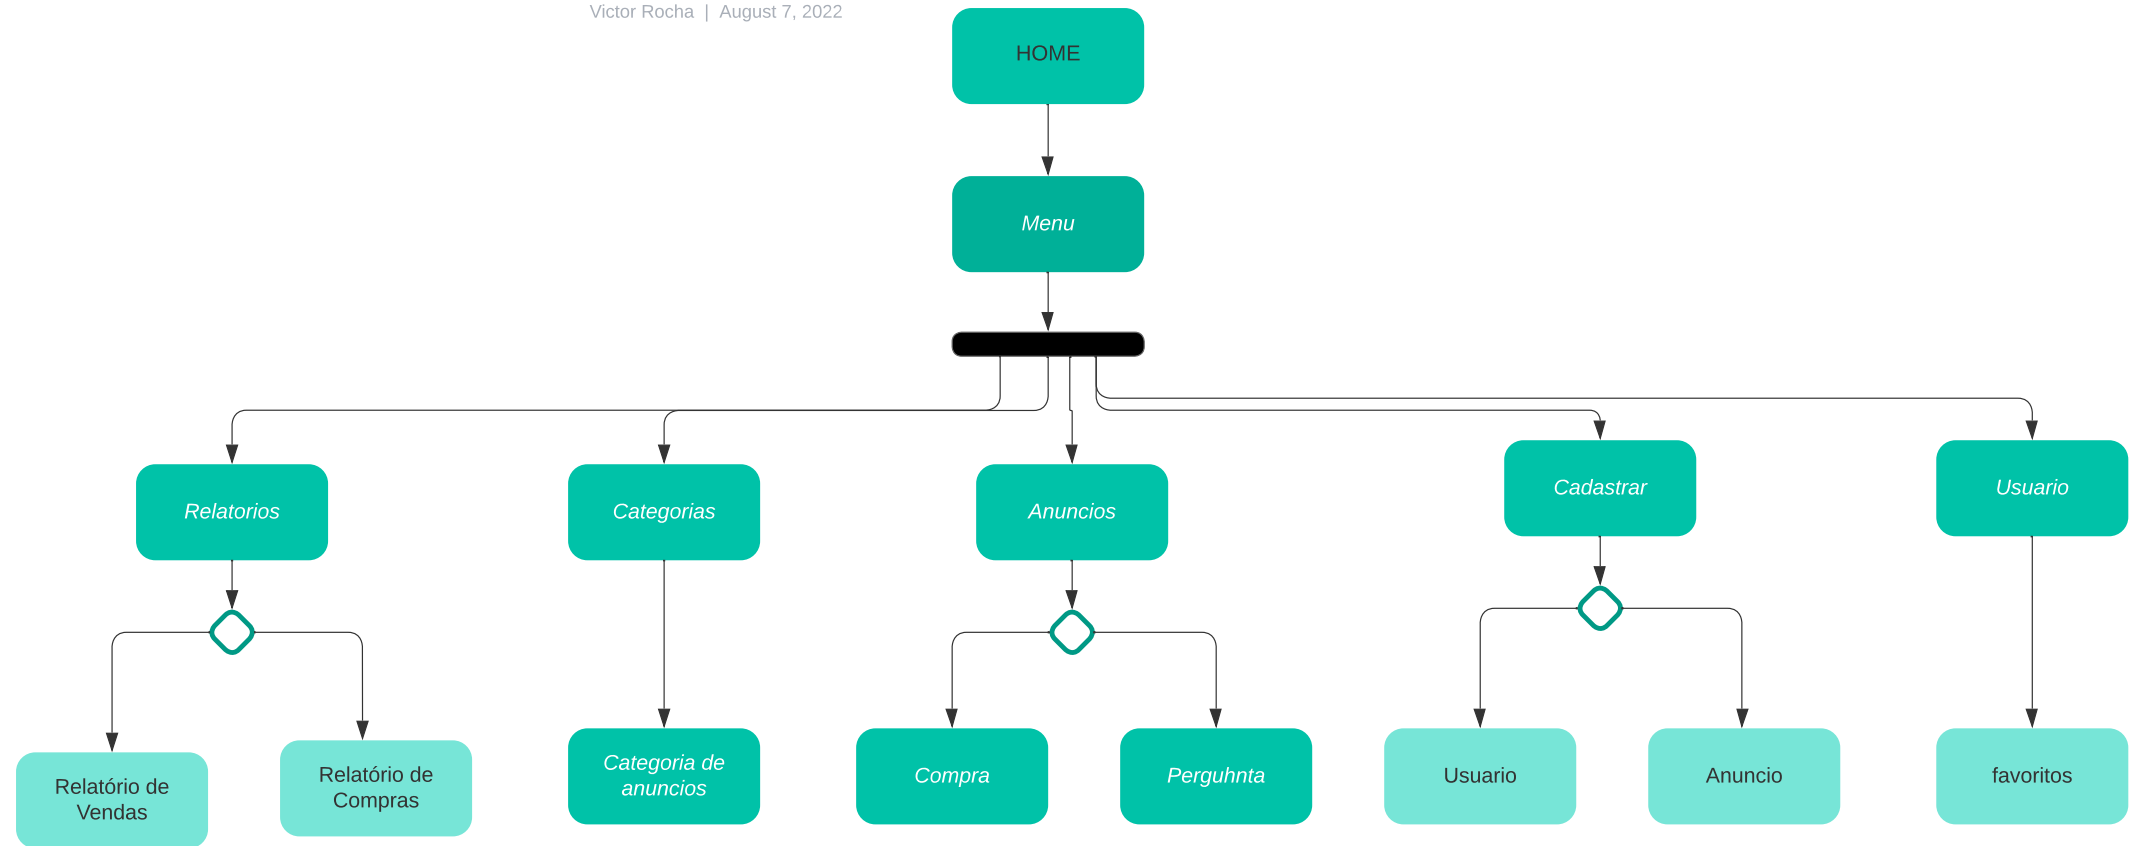 Victor Rocha | August 7, 2022
HOME
Menu
Relatorios
Categorias
Anuncios
Cadastrar
Usuario
Relatório de
Vendas
Relatório de
Compras
Categoria de
anuncios
Compra
Perguhnta
Usuario
Anuncio
favoritos